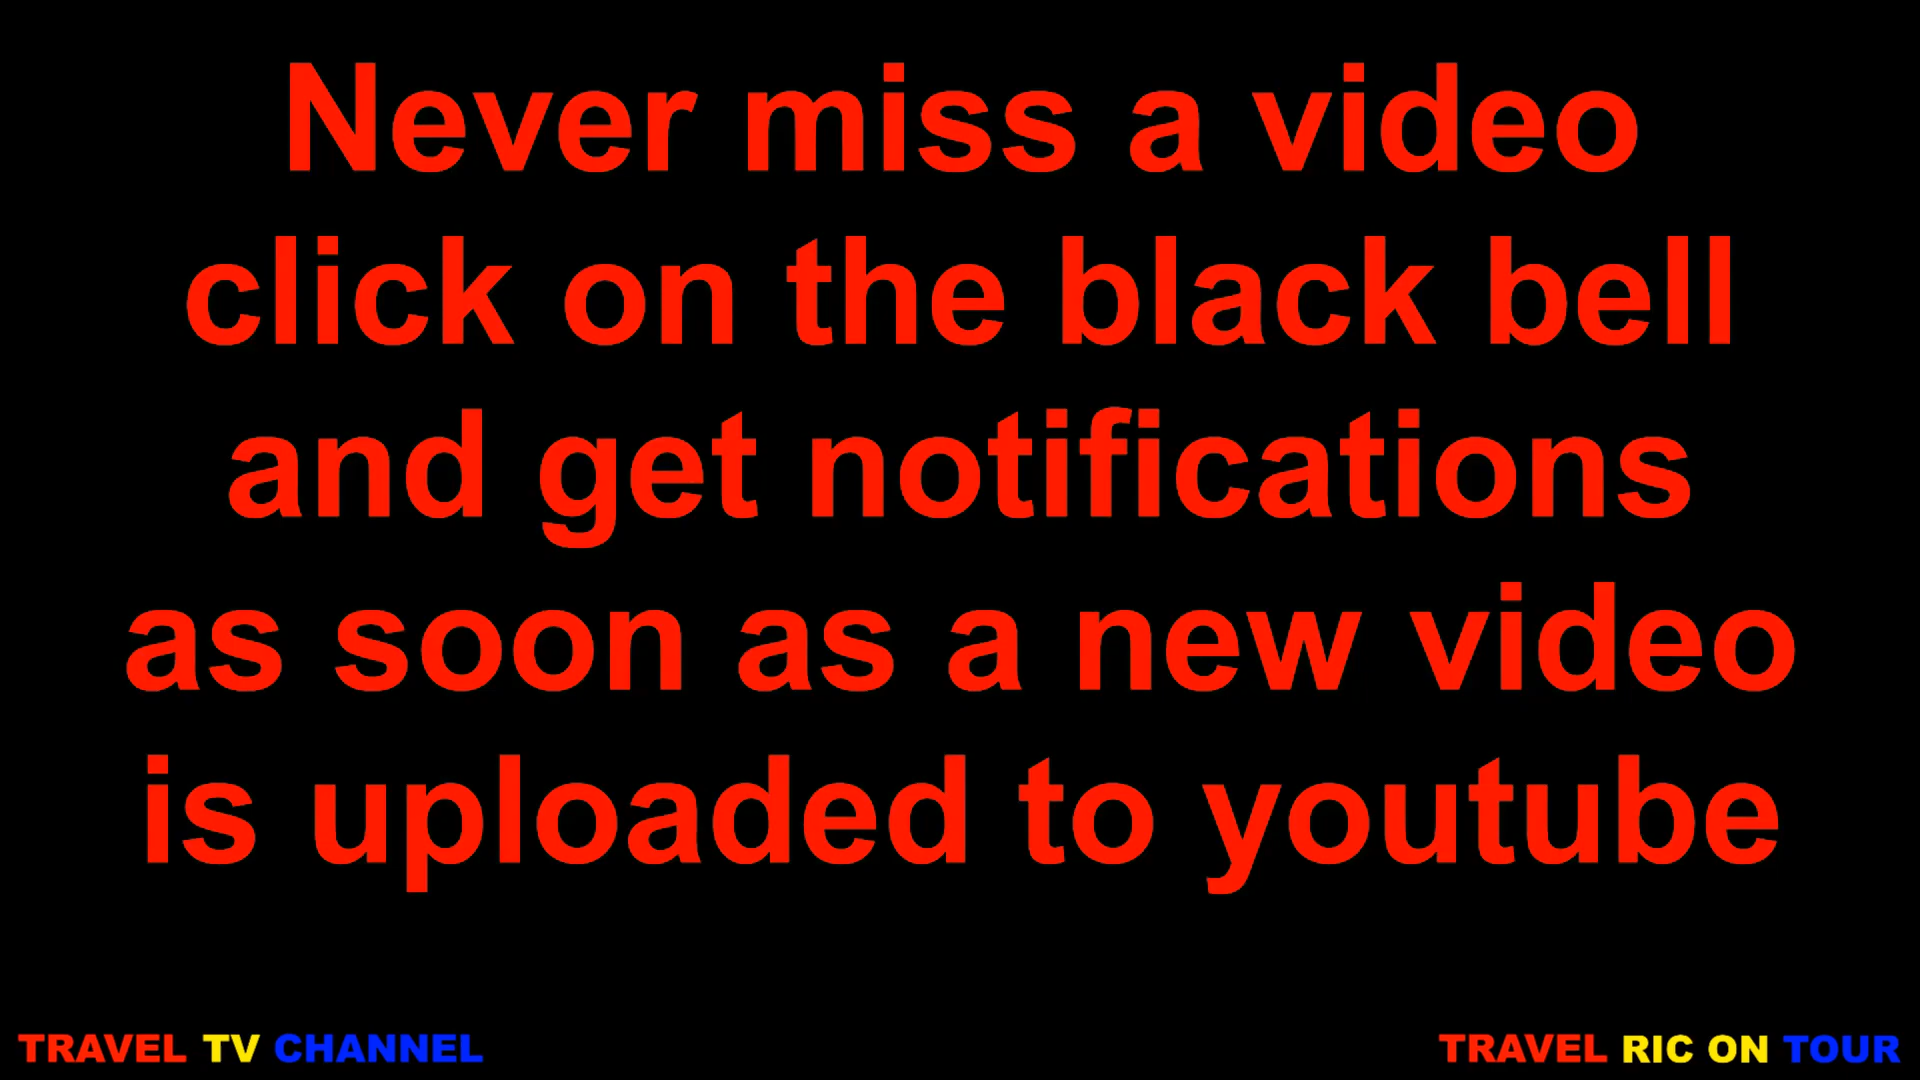 Never miss a video
click on the black bell
and get notifications
as soon as a new video
is uploaded to youtube
TRAVEL TV CHANNEL
TRAVEL RIC ON TOUR